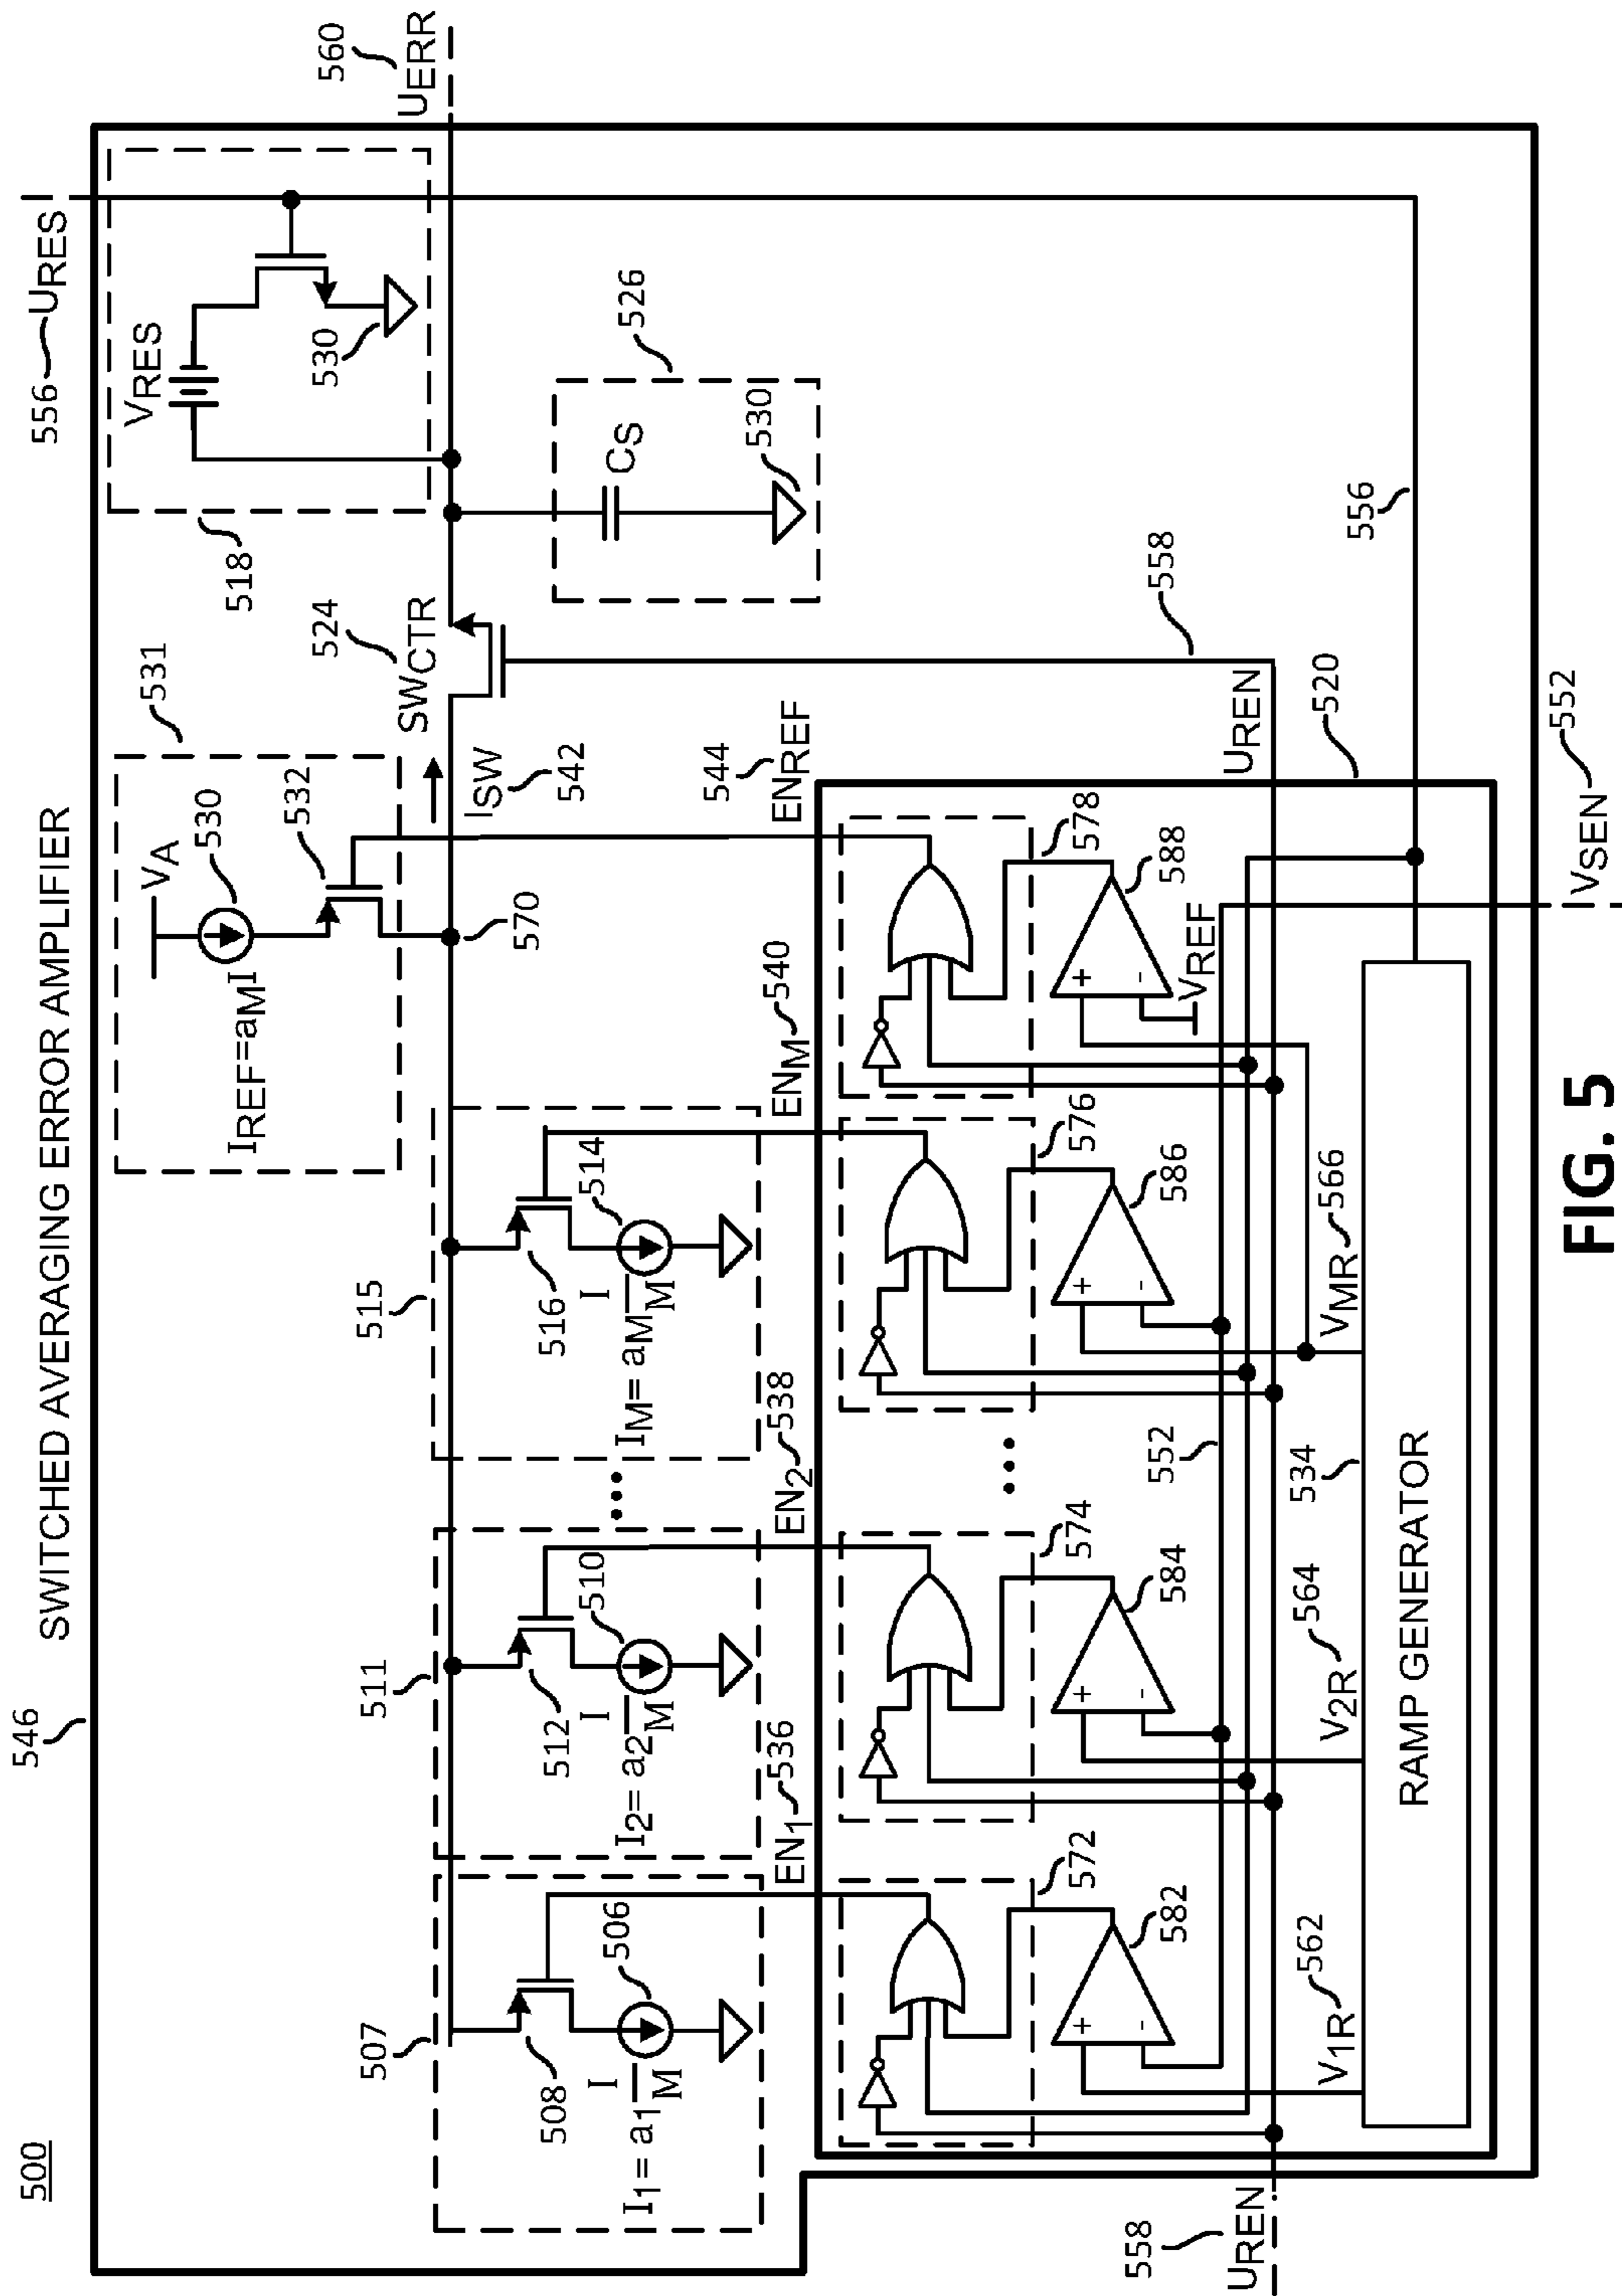 500
SWITCHED AVERAGING ERROR AMPLIFIER
546
556
URES
560
UERR
VRES
530
518
531
VA
530
532
IREF=aMI
524
SWCTR
526
CS
530
ISW
542
570
507
508
506
I1= a1 I/M
511
512
510
I2= a2 I/M
515
516
514
IM= aM I/M
EN1
536
EN2
538
ENM
540
544
ENREF
558
UREN
520
572
574
576
578
+
-
582
+
-
584
+
-
586
+
-
588
VREF
552
556
V1R
562
V2R
564
534
VMR
566
RAMP GENERATOR
558
UREN
VSEN
552
FIG. 5